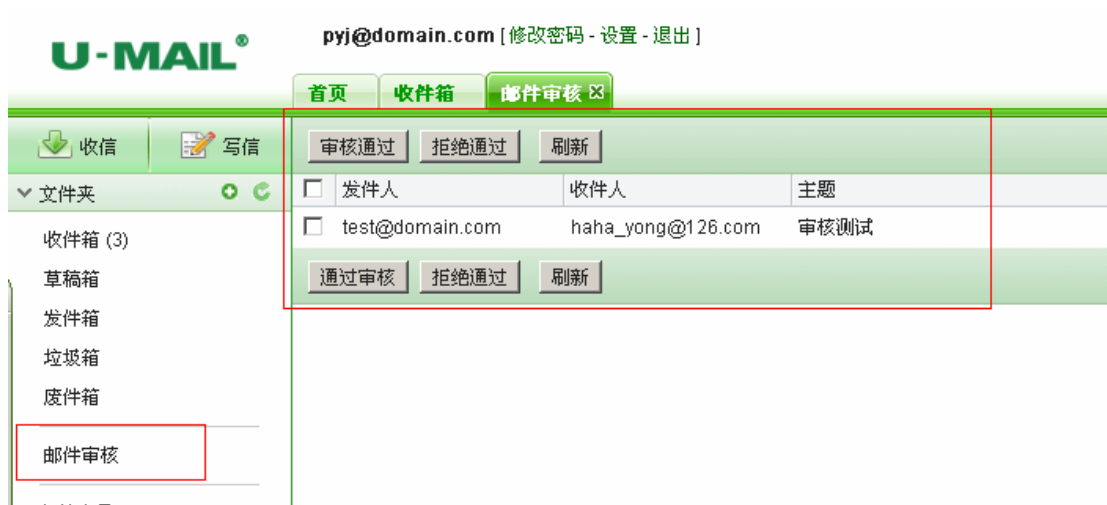 U-MAIL®
pyj@domain.com [ 修改密码 - 设置 - 退出 ]
首页 收件箱 邮件审核
收信 写信
审核通过 拒绝通过 刷新
文件夹
发件人 收件人 主题
test@domain.com haha_yong@126.com 审核测试
通过审核 拒绝通过 刷新
收件箱 (3)
草稿箱
发件箱
垃圾箱
废件箱
邮件审核